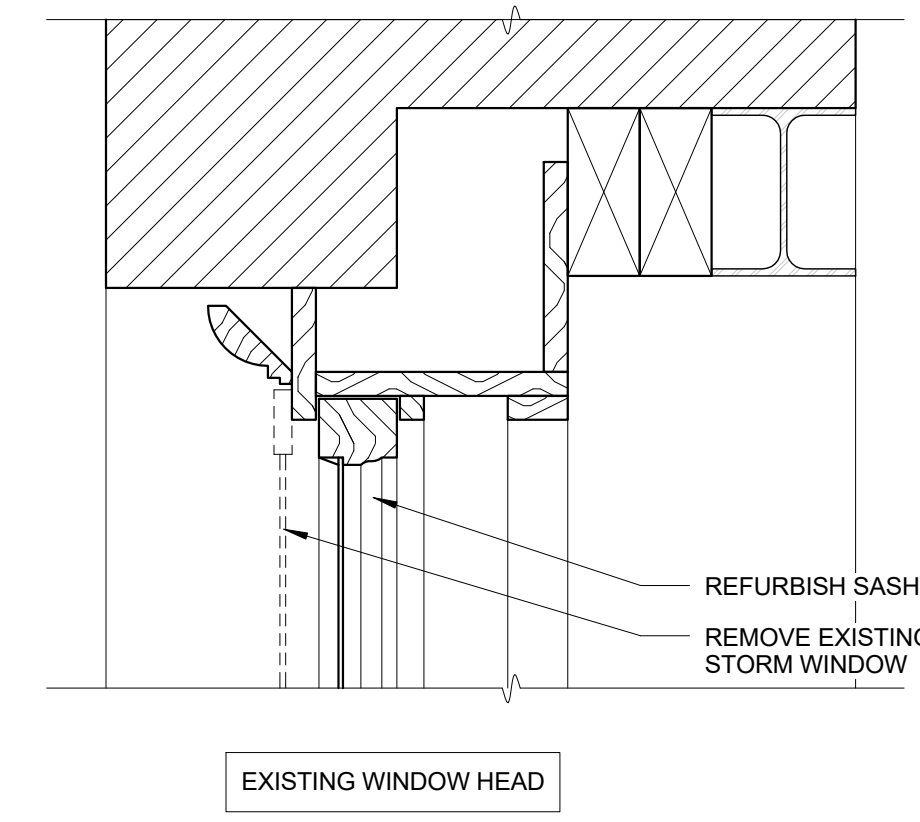 REFURBISH SASH
REMOVE EXISTING
STORM WINDOW
EXISTING WINDOW HEAD